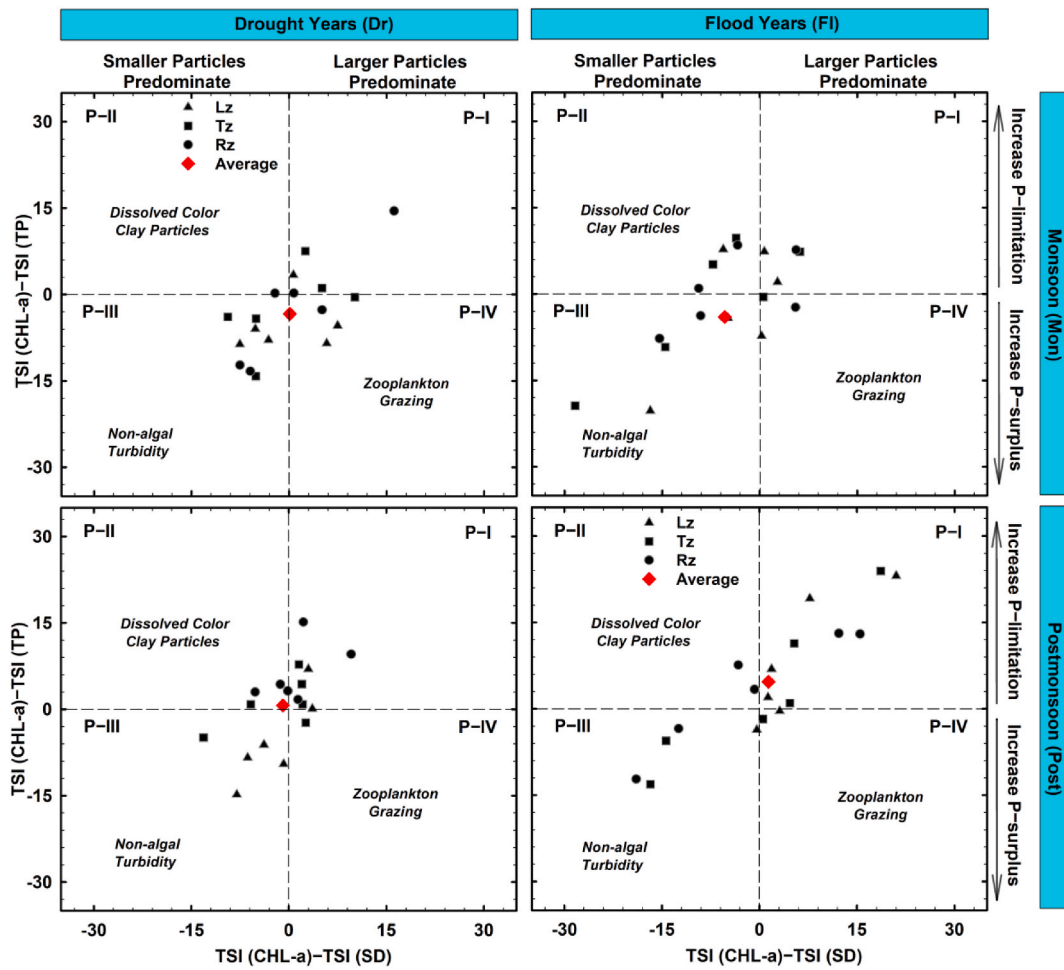 Drought Years (Dr)
Flood Years (Fl)
Smaller Particles
Predominate
Larger Particles
Predominate
Smaller Particles
Predominate
Larger Particles
Predominate
30
15
0
-15
-30
TSI (CHL-a)−TSI (TP)
P−II
P−I
Lz
Tz
Rz
Average
Dissolved Color
Clay Particles
P−III
P−IV
Zooplankton
Grazing
Non-algal
Turbidity
P−II
P−I
Dissolved Color
Clay Particles
P−III
P−IV
Zooplankton
Grazing
Non-algal
Turbidity
Increase P−limitation
Increase P−surplus
Monsoon (Mon)
30
15
0
-15
-30
TSI (CHL-a)−TSI (TP)
P−II
P−I
Dissolved Color
Clay Particles
P−III
P−IV
Zooplankton
Grazing
Non-algal
Turbidity
P−II
P−I
Lz
Tz
Rz
Average
Dissolved Color
Clay Particles
P−III
P−IV
Zooplankton
Grazing
Non-algal
Turbidity
Increase P−limitation
Increase P−surplus
Postmonsoon (Post)
-30 -15 0 15 30
-30 -15 0 15 30
TSI (CHL-a)−TSI (SD)
TSI (CHL-a)−TSI (SD)